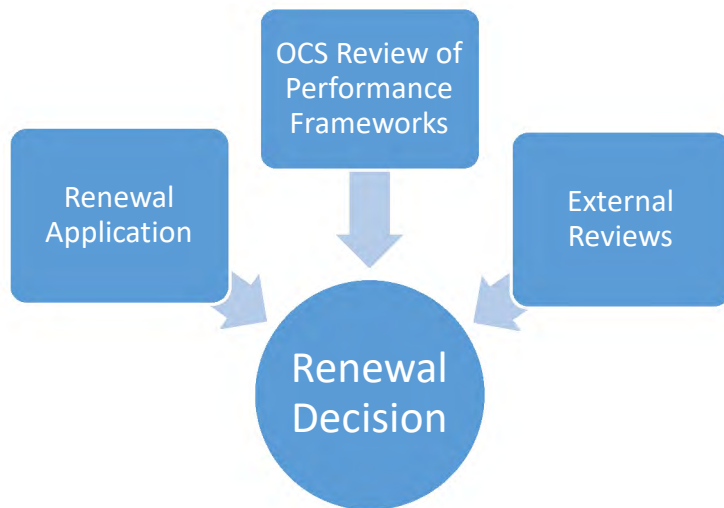 OCS Review of
Performance
Frameworks
Renewal
Application
External
Reviews
Renewal
Decision